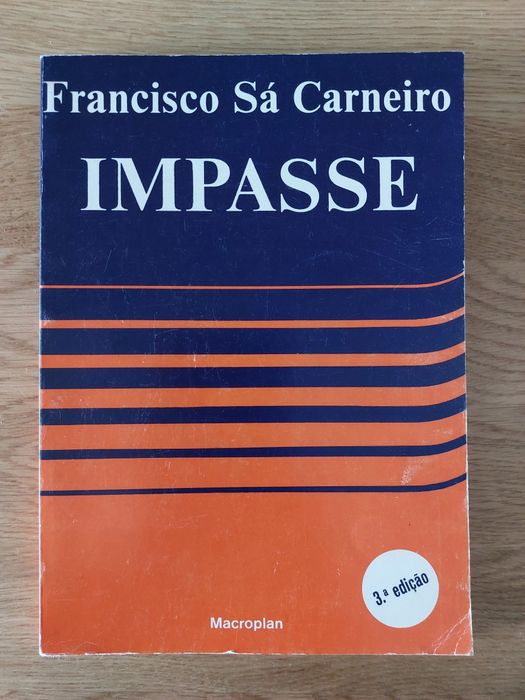 Francisco Sá Carneiro
IMPASSE
3.ª edição
Macroplan